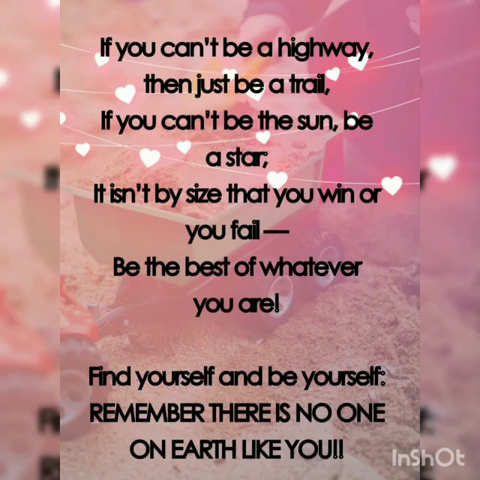 If you can't be a highway,
then just be a trail,
If you can't be the sun, be
a star;
It isn't by size that you win or
you fail —
Be the best of whatever
you are!
Find yourself and be yourself:
REMEMBER THERE IS NO ONE
ON EARTH LIKE YOU!!
InShOt